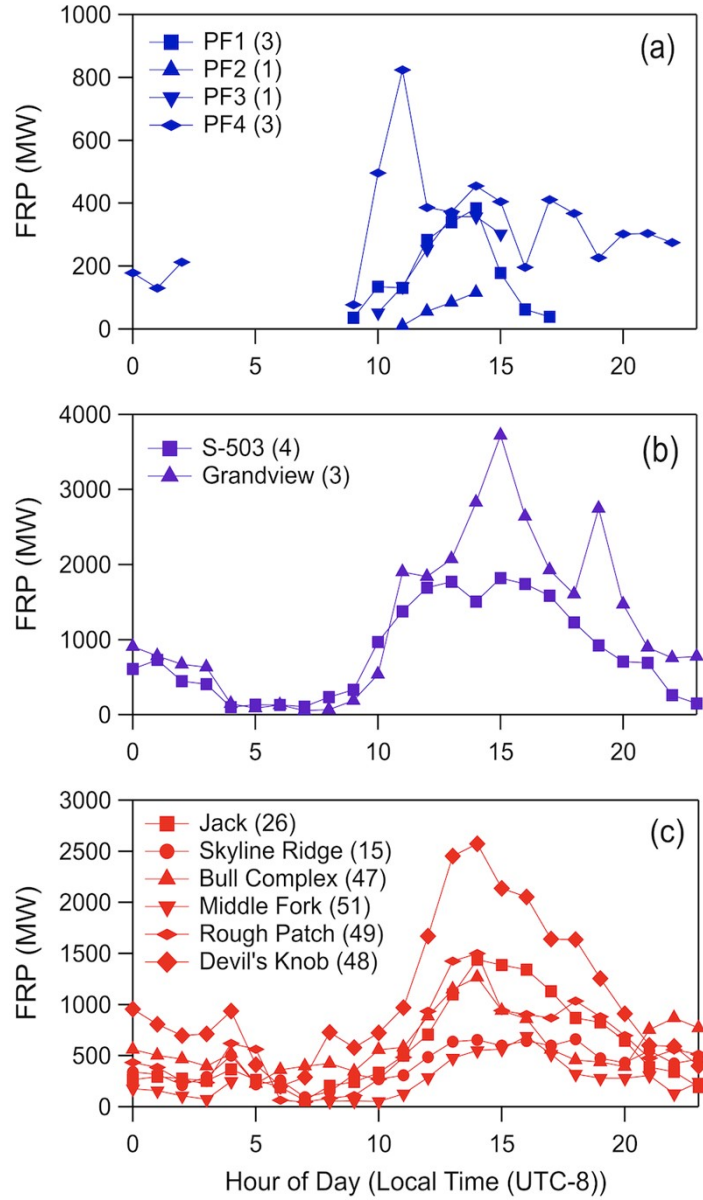 (a)
PF1 (3)
PF2 (1)
PF3 (1)
PF4 (3)
FRP (MW)
1000
800
600
400
200
0
0 5 10 15 20
(b)
S-503 (4)
Grandview (3)
FRP (MW)
4000
3000
2000
1000
0
0 5 10 15 20
(c)
Jack (26)
Skyline Ridge (15)
Bull Complex (47)
Middle Fork (51)
Rough Patch (49)
Devil's Knob (48)
FRP (MW)
3000
2500
2000
1500
1000
500
0
0 5 10 15 20
Hour of Day (Local Time (UTC-8))